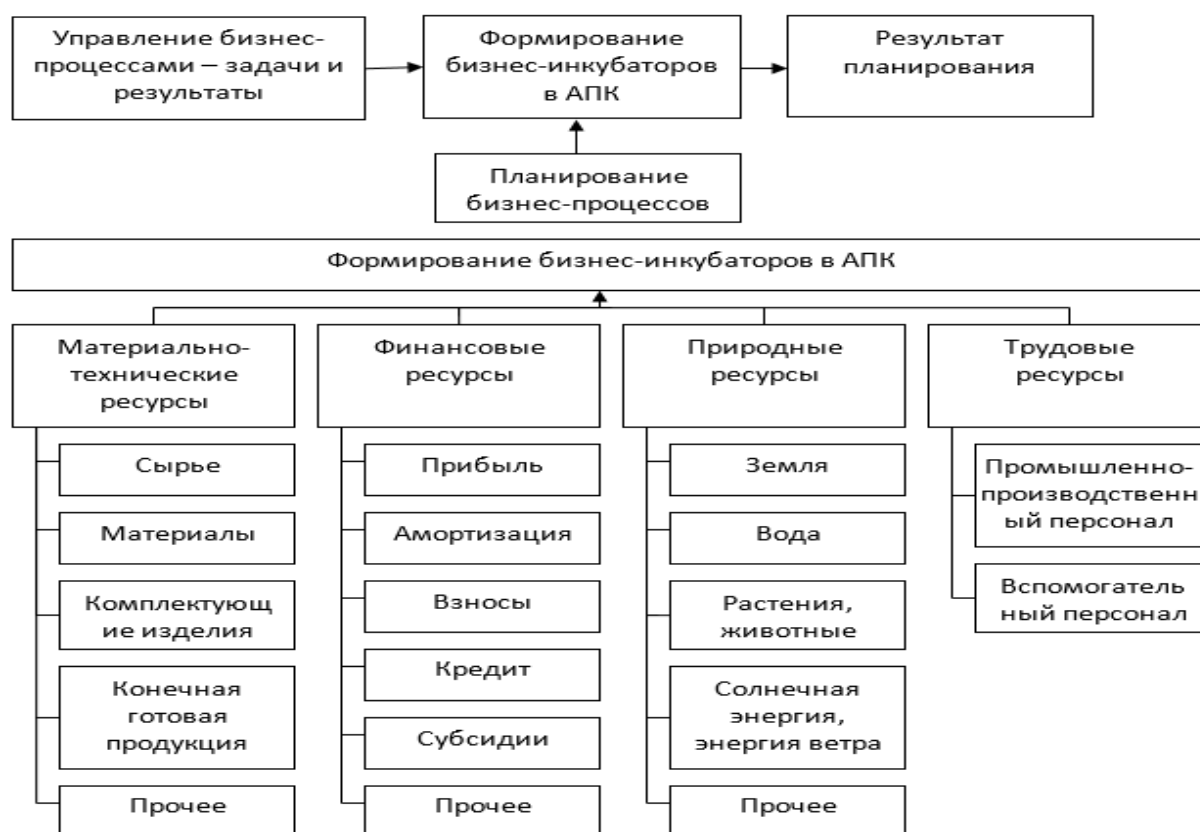 Управление бизнес-
процессами – задачи и
результаты
Формирование
бизнес-инкубаторов
в АПК
Результат
планирования
Планирование
бизнес-процессов
Формирование бизнес-инкубаторов в АПК
Материально-
технические
ресурсы
Сырье
Материалы
Комплектующ
ие изделия
Конечная
готовая
продукция
Прочее
Финансовые
ресурсы
Прибыль
Амортизация
Взносы
Кредит
Субсидии
Прочее
Природные
ресурсы
Земля
Вода
Растения,
животные
Солнечная
энергия,
энергия ветра
Прочее
Трудовые
ресурсы
Промышленно-
производственн
ый персонал
Вспомогатель
ный персонал